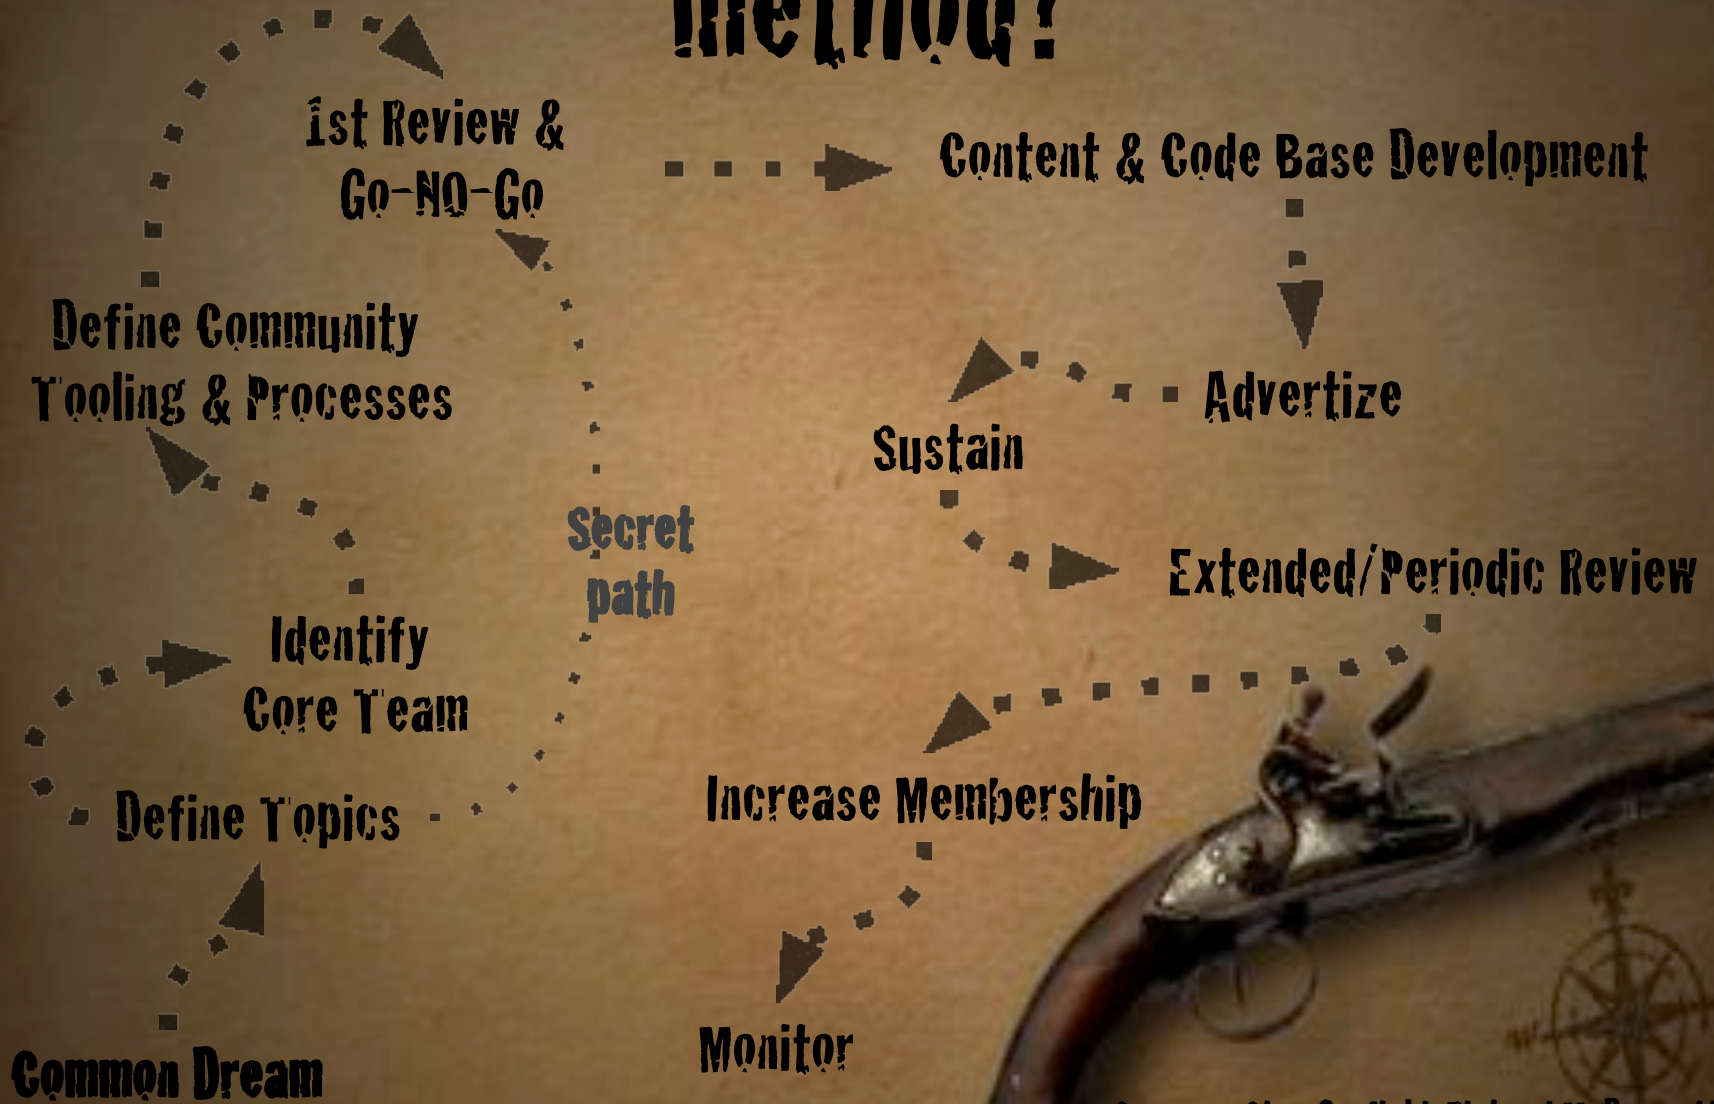 method?
1st Review &
Go-NO-Go
Content & Code Base Development
Define Community
Tooling & Processes
Advertize
Sustain
Secret
path
Extended/Periodic Review
Identify
Core Team
Increase Membership
Define Topics
Monitor
Common Dream